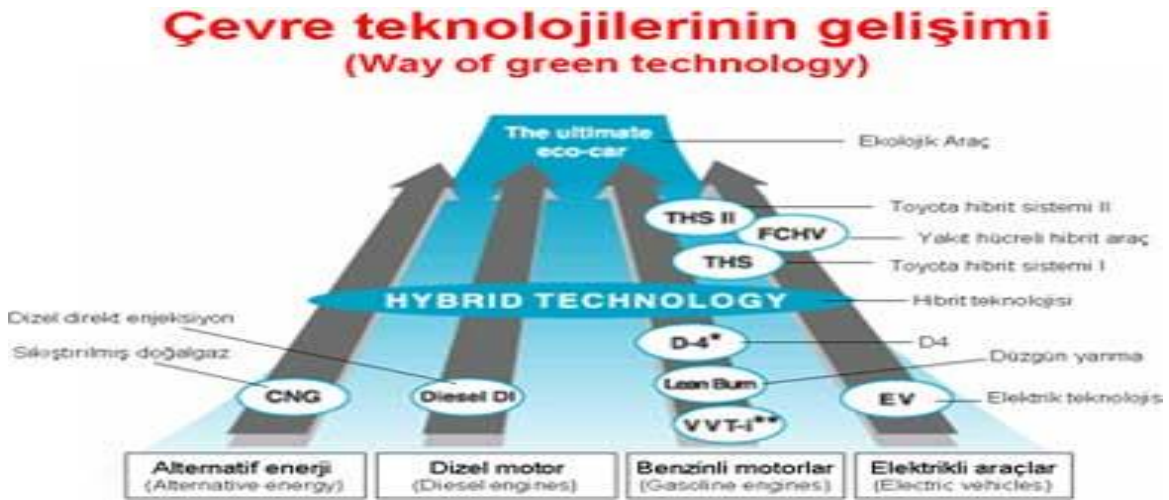 Çevre teknolojilerinin gelişimi
(Way of green technology)
The ultimate
eco-car
Ekolojik Araç
THS II
Toyota hibrit sistemi II
FCHV
Yakıt hücreli hibrit araç
THS
Toyota hibrit sistemi I
HYBRID TECHNOLOGY
Hibrit teknolojisi
Dizel direkt enjeksiyon
D-4*
D4
Sıkıştırılmış doğalgaz
Düzgün yanma
Lean Burn
CNG
Diesel DI
EV
Elektrik teknolojis
VVT-i**
Alternatif enerji
(Alternative energy)
Dizel motor
(Diesel engines)
Benzinli motorlar
(Gasoline engines)
Elektrikli araçlar
(Electric vehicles)